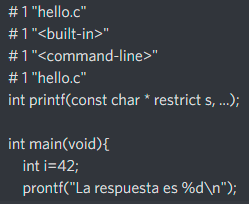 # 1 "hello.c"
# 1 "<built-in>"
# 1 "<command-line>"
# 1 "hello.c"
int printf(const char * restrict s, ...);
int main(void){
int i=42;
prontf("La respuesta es %d\n");